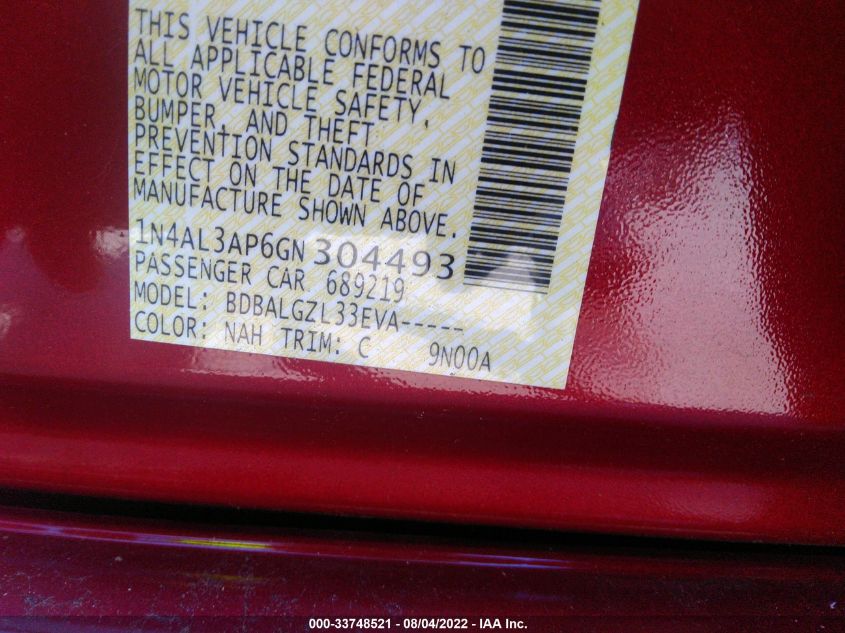 THIS VEHICLE CONFORMS TO
ALL APPLICABLE FEDERAL
MOTOR VEHICLE SAFETY,
BUMPER, AND THEFT
PREVENTION STANDARDS IN
EFFECT ON THE DATE OF
MANUFACTURE SHOWN ABOVE.
1N4AL3AP6GN304493
PASSENGER CAR 689219
MODEL: BDBALGZL33EVA-----
COLOR: NAH TRIM: C 9N00A
000-33748521 - 08/04/2022 - IAA Inc.